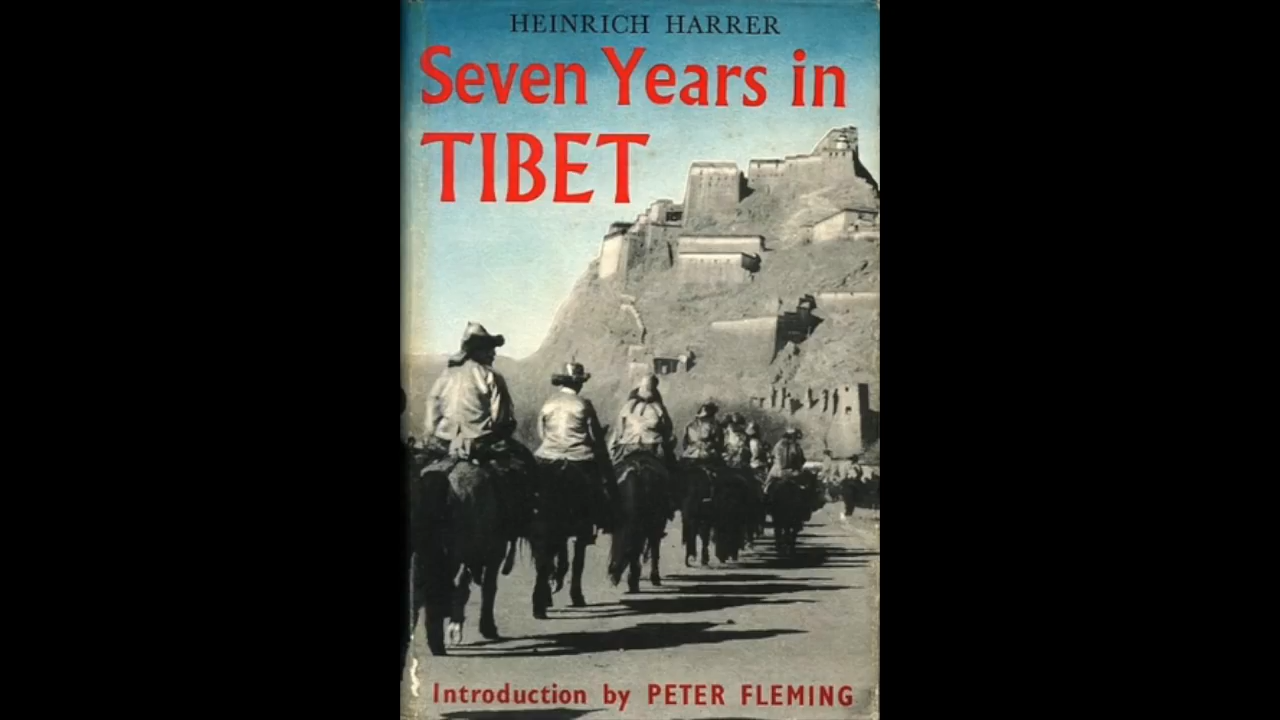 HEINRICH HARRER
Seven Years in
TIBET
Introduction by PETER FLEMING